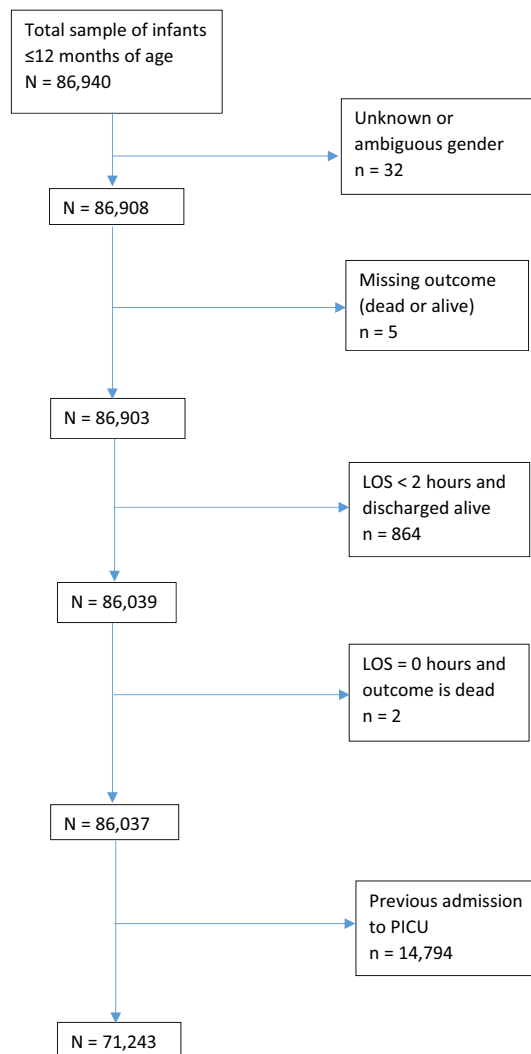 Total sample of infants
≤12 months of age
N = 86,940
Unknown or
ambiguous gender
n = 32
N = 86,908
Missing outcome
(dead or alive)
n = 5
N = 86,903
LOS < 2 hours and
discharged alive
n = 864
N = 86,039
LOS = 0 hours and
outcome is dead
n = 2
N = 86,037
Previous admission
to PICU
n = 14,794
N = 71,243